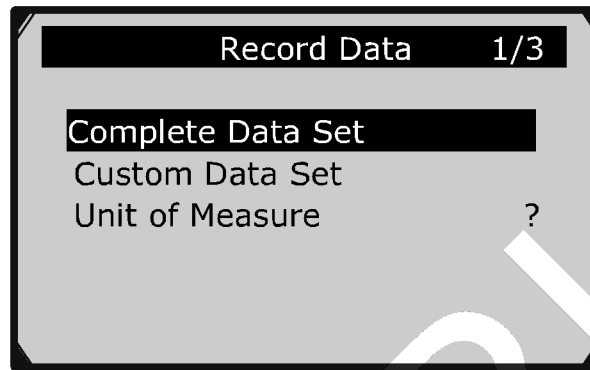 Record Data 1/3
Complete Data Set
Custom Data Set
Unit of Measure ?